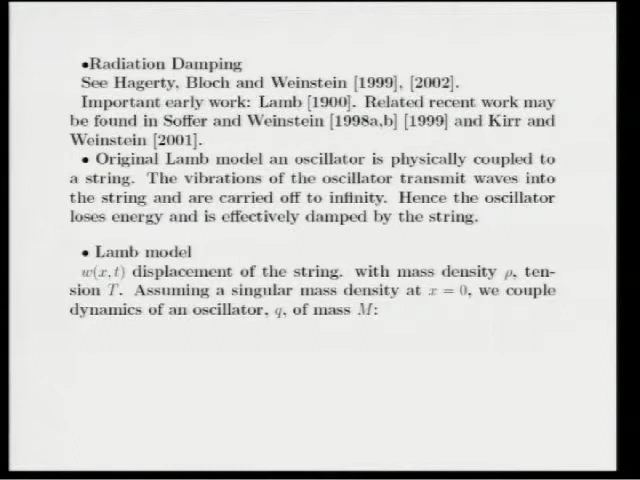 •Radiation Damping
See Hagerty, Bloch and Weinstein [1999], [2002].
Important early work: Lamb [1900]. Related recent work may
be found in Soffer and Weinstein [1998a,b] [1999] and Kirr and
Weinstein [2001].
• Original Lamb model an oscillator is physically coupled to
a string. The vibrations of the oscillator transmit waves into
the string and are carried off to infinity. Hence the oscillator
loses energy and is effectively damped by the string.
• Lamb model
w(x, t) displacement of the string. with mass density ρ, ten-
sion T. Assuming a singular mass density at x = 0, we couple
dynamics of an oscillator, q, of mass M: